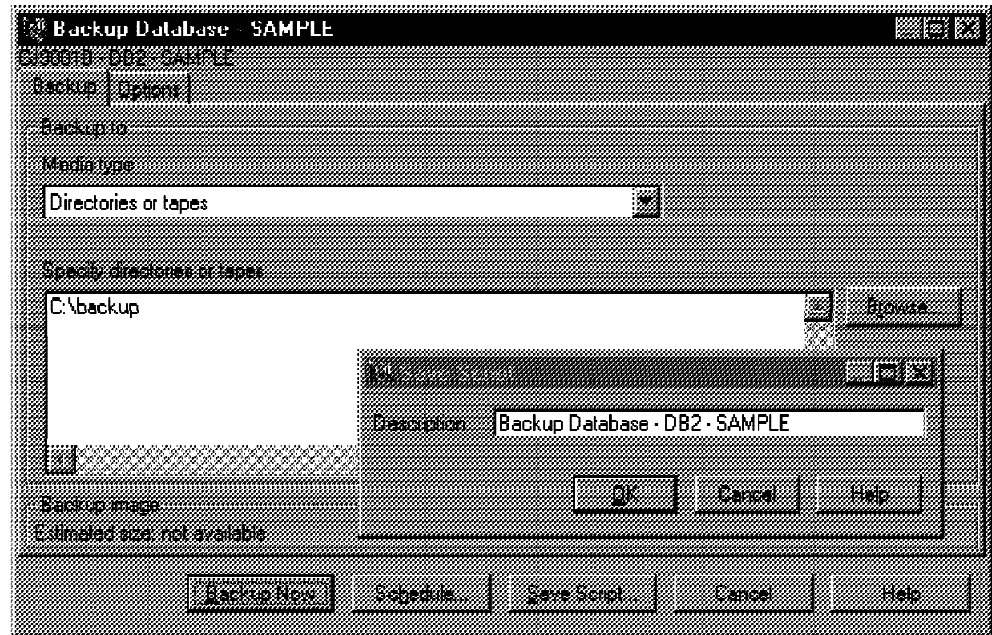 Backup Database - SAMPLE
DB2 - SAMPLE
Backup Options
Backup to
Media type
Directories or tapes
Specify directories or tapes
C:\backup
Browse...
Description Backup Database - DB2 - SAMPLE
OK Cancel Help
Backup image
Estimated size: not available
Backup Now Schedule... Save Script... Cancel Help